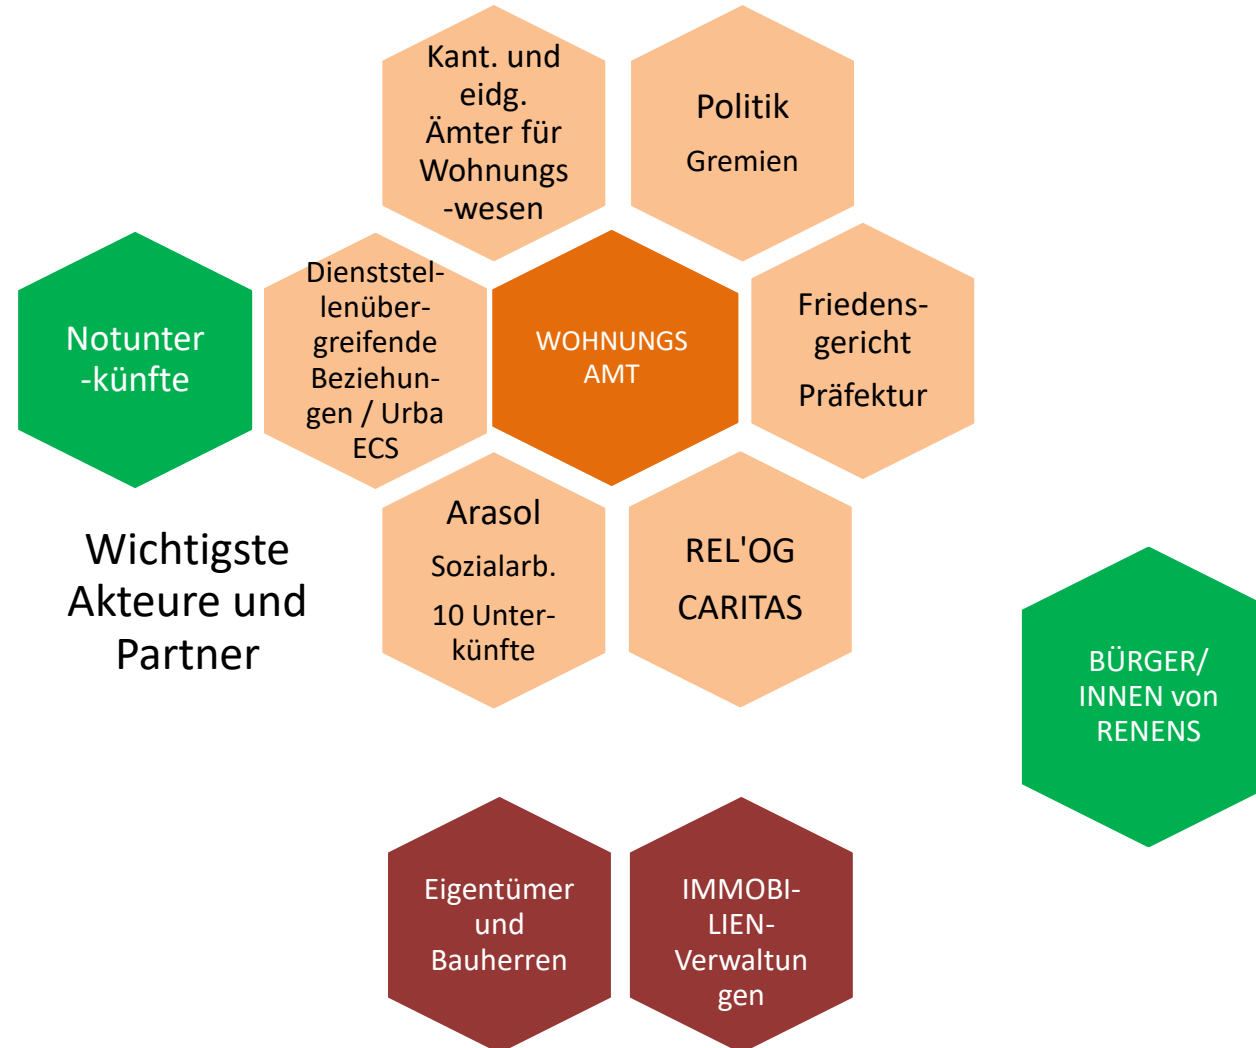 Kant. und
eidg.
Ämter für
Wohnungs
-wesen
Politik
Gremien
Notunter
-künfte
Dienststel-
lenüber-
greifende
Beziehun-
gen / Urba
ECS
WOHNUNGS
AMT
Friedens-
gericht
Präfektur
Wichtigste
Akteure und
Partner
Arasol
Sozialarb.
10 Unter-
künfte
REL'OG
CARITAS
BÜRGER/
INNEN von
RENENS
Eigentümer
und
Bauherren
IMMOBI-
LIEN-
Verwaltun
gen